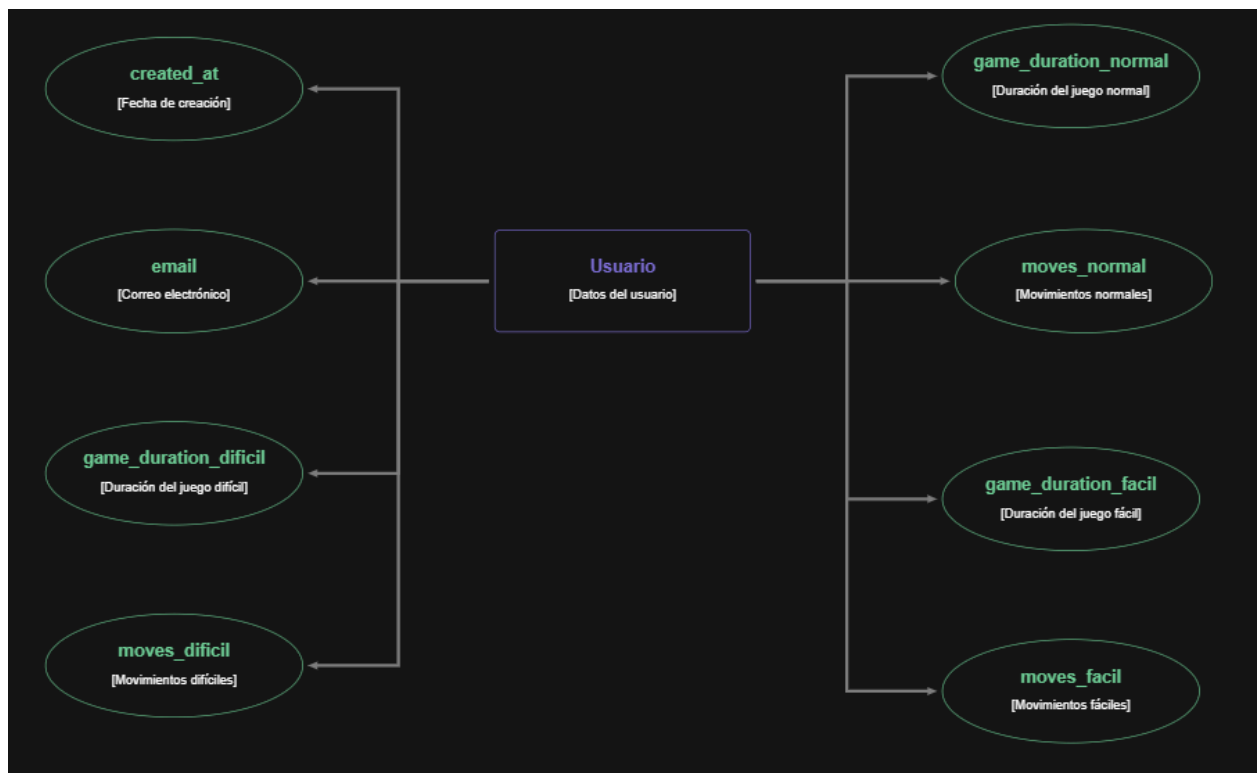 created_at
[Fecha de creación]
email
[Correo electrónico]
game_duration_dificil
[Duración del juego difícil]
moves_dificil
[Movimientos difíciles]
Usuario
[Datos del usuario]
game_duration_normal
[Duración del juego normal]
moves_normal
[Movimientos normales]
game_duration_facil
[Duración del juego fácil]
moves_facil
[Movimientos fáciles]